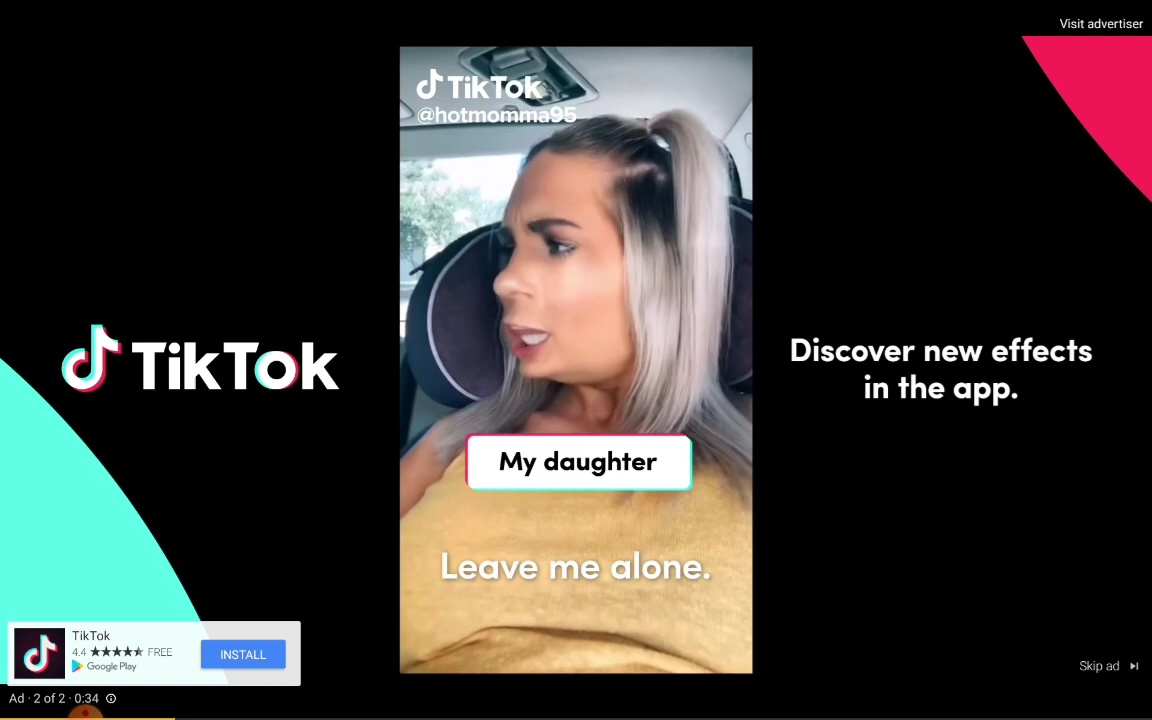 Visit advertiser
TikTok
@hotmomma95
TikTok
Discover new effects
in the app.
My daughter
Leave me alone.
TikTok
4.4 ★★★★★ FREE
Google Play
INSTALL
Skip ad
Ad · 2 of 2 · 0:34